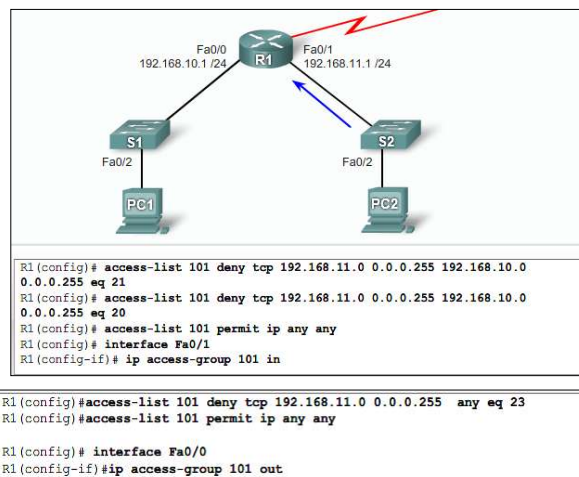 Fa0/0
192.168.10.1 /24
R1
Fa0/1
192.168.11.1 /24
S1
Fa0/2
PC1
S2
Fa0/2
PC2
R1(config)# access-list 101 deny tcp 192.168.11.0 0.0.0.255 192.168.10.0
0.0.0.255 eq 21
R1(config)# access-list 101 deny tcp 192.168.11.0 0.0.0.255 192.168.10.0
0.0.0.255 eq 20
R1(config)# access-list 101 permit ip any any
R1(config)# interface Fa0/1
R1(config-if)# ip access-group 101 in
R1(config)#access-list 101 deny tcp 192.168.11.0 0.0.0.255 any eq 23
R1(config)#access-list 101 permit ip any any
R1(config)# interface Fa0/0
R1(config-if)#ip access-group 101 out